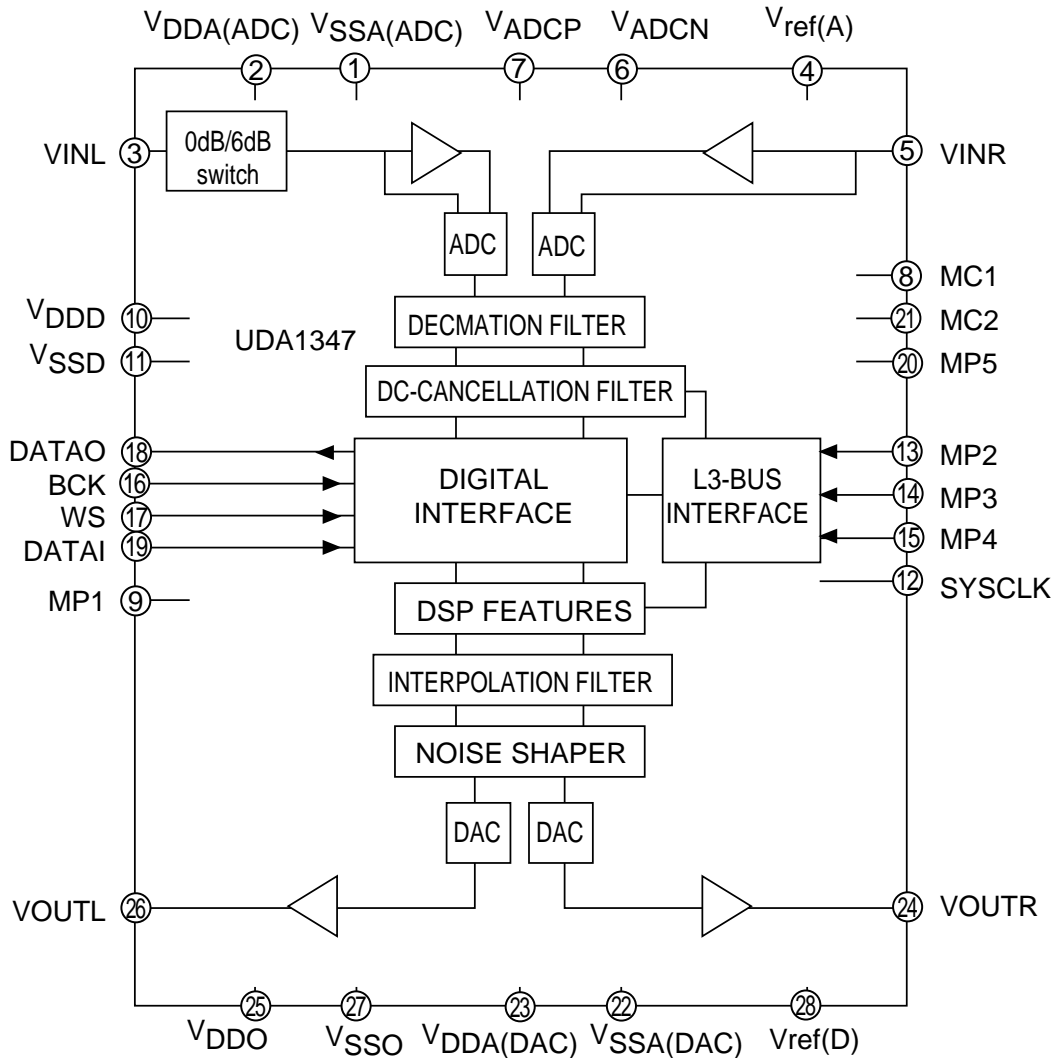 VDDA(ADC) VSSA(ADC) VADCP VADCN Vref(A)
2 1 7 6 4
VINL 3 0dB/6dB 5 VINR
switch
ADC ADC
8 MC1
VDDD 10 DECMATION FILTER 21 MC2
UDA1347
VSSD 11 20 MP5
DC-CANCELLATION FILTER
DATAO 18 13 MP2
BCK 16 DIGITAL L3-BUS 14 MP3
WS 17 INTERFACE INTERFACE 15 MP4
DATAI 19
12 SYSCLK
MP1 9 DSP FEATURES
INTERPOLATION FILTER
NOISE SHAPER
DAC DAC
VOUTL 26 24 VOUTR
25 27 23 22 28
VDDO VSSO VDDA(DAC) VSSA(DAC) Vref(D)